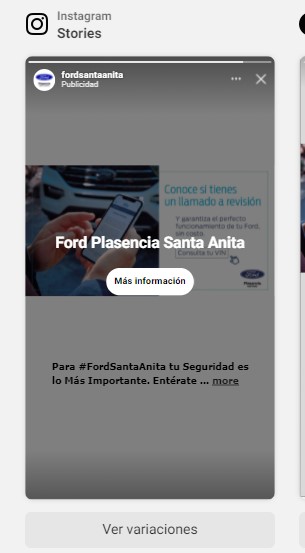 Instagram
Stories
fordsantaanita
Publicidad
Conoce si tienes
un llamado a revisión
Y garantiza el perfecto
funcionamiento de tu Ford,
sin costo.
Consulta tu VIN
Ford Plasencia Santa Anita
Más información
Ford
Plasencia
Para #FordSantaAnita tu Seguridad es
lo Más Importante. Entérate ... more
Ver variaciones